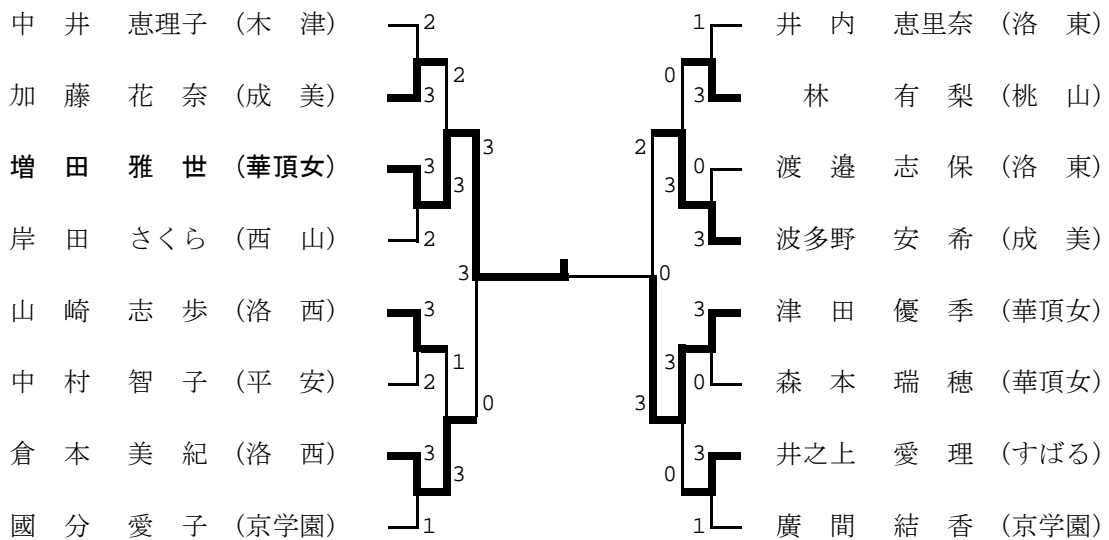 中 井 恵理子 (木 津) 2 1 井 内 恵里奈 (洛 東)
2 0
加 藤 花 奈 (成 美) 3 3 林 有 梨 (桃 山)
3 2
増 田 雅 世 (華頂女) 3 3 3 0 渡 邉 志 保 (洛 東)
岸 田 さくら (西 山) 2 3 波多野 安 希 (成 美)
3 0
山 崎 志 歩 (洛 西) 3 3 津 田 優 季 (華頂女)
1 3
中 村 智 子 (平 安) 2 0 森 本 瑞 穂 (華頂女)
0 3
倉 本 美 紀 (洛 西) 3 3 井之上 愛 理 (すばる)
3 0
國 分 愛 子 (京学園) 1 1 廣 間 結 香 (京学園)